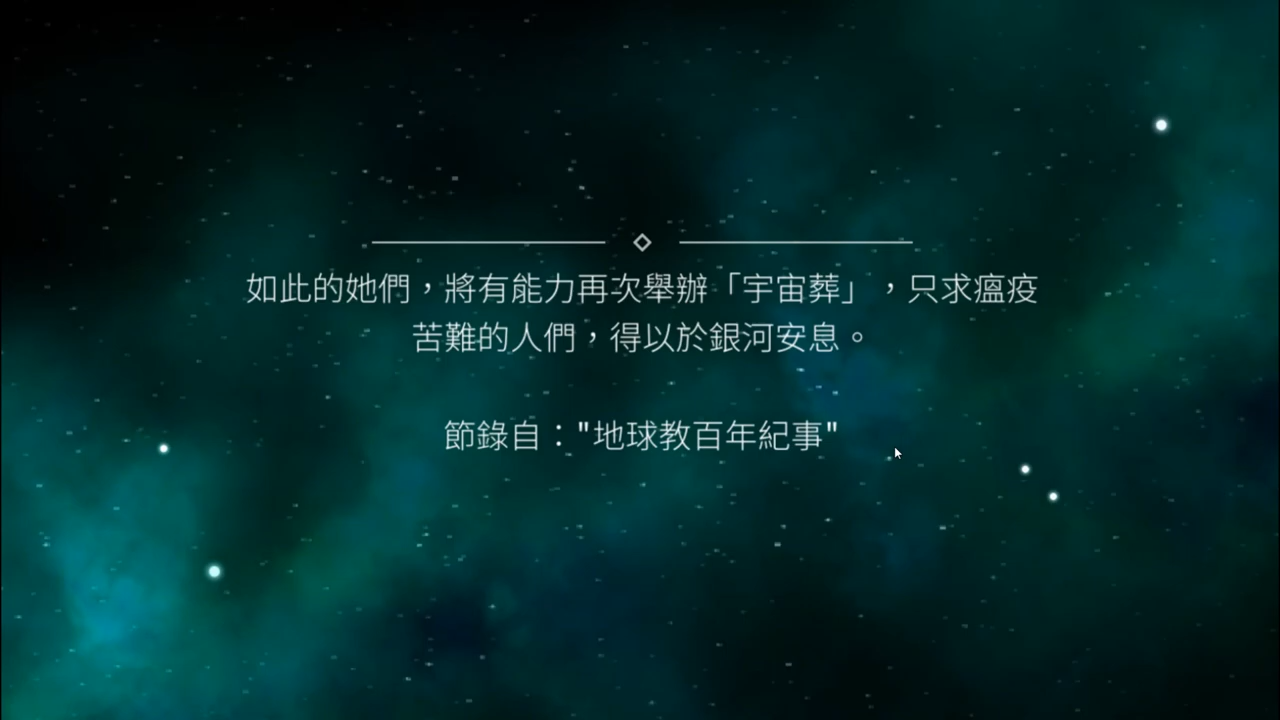 如此的她們，將有能力再次舉辦「宇宙葬」，只求瘟疫
苦難的人們，得以於銀河安息。
節錄自："地球教百年紀事"